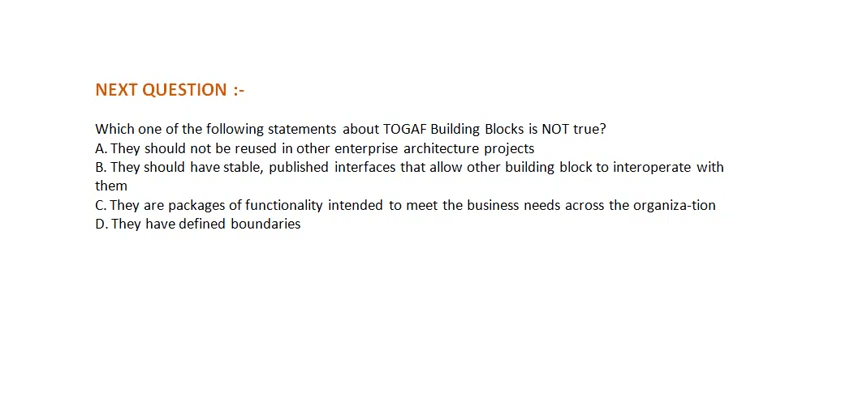 NEXT QUESTION :-
Which one of the following statements about TOGAF Building Blocks is NOT true?
A. They should not be reused in other enterprise architecture projects
B. They should have stable, published interfaces that allow other building block to interoperate with
them
C. They are packages of functionality intended to meet the business needs across the organiza-tion
D. They have defined boundaries